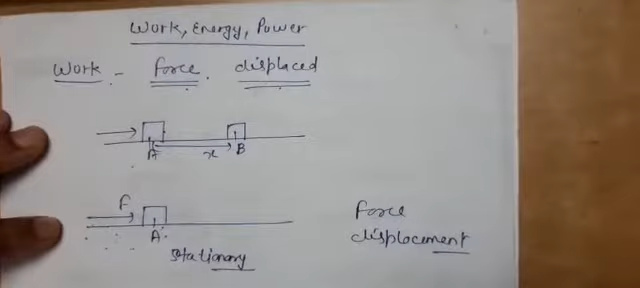 Work, Energy, Power
Work - Force. displaced
A x B
F
A
Stationary
Force
displacement